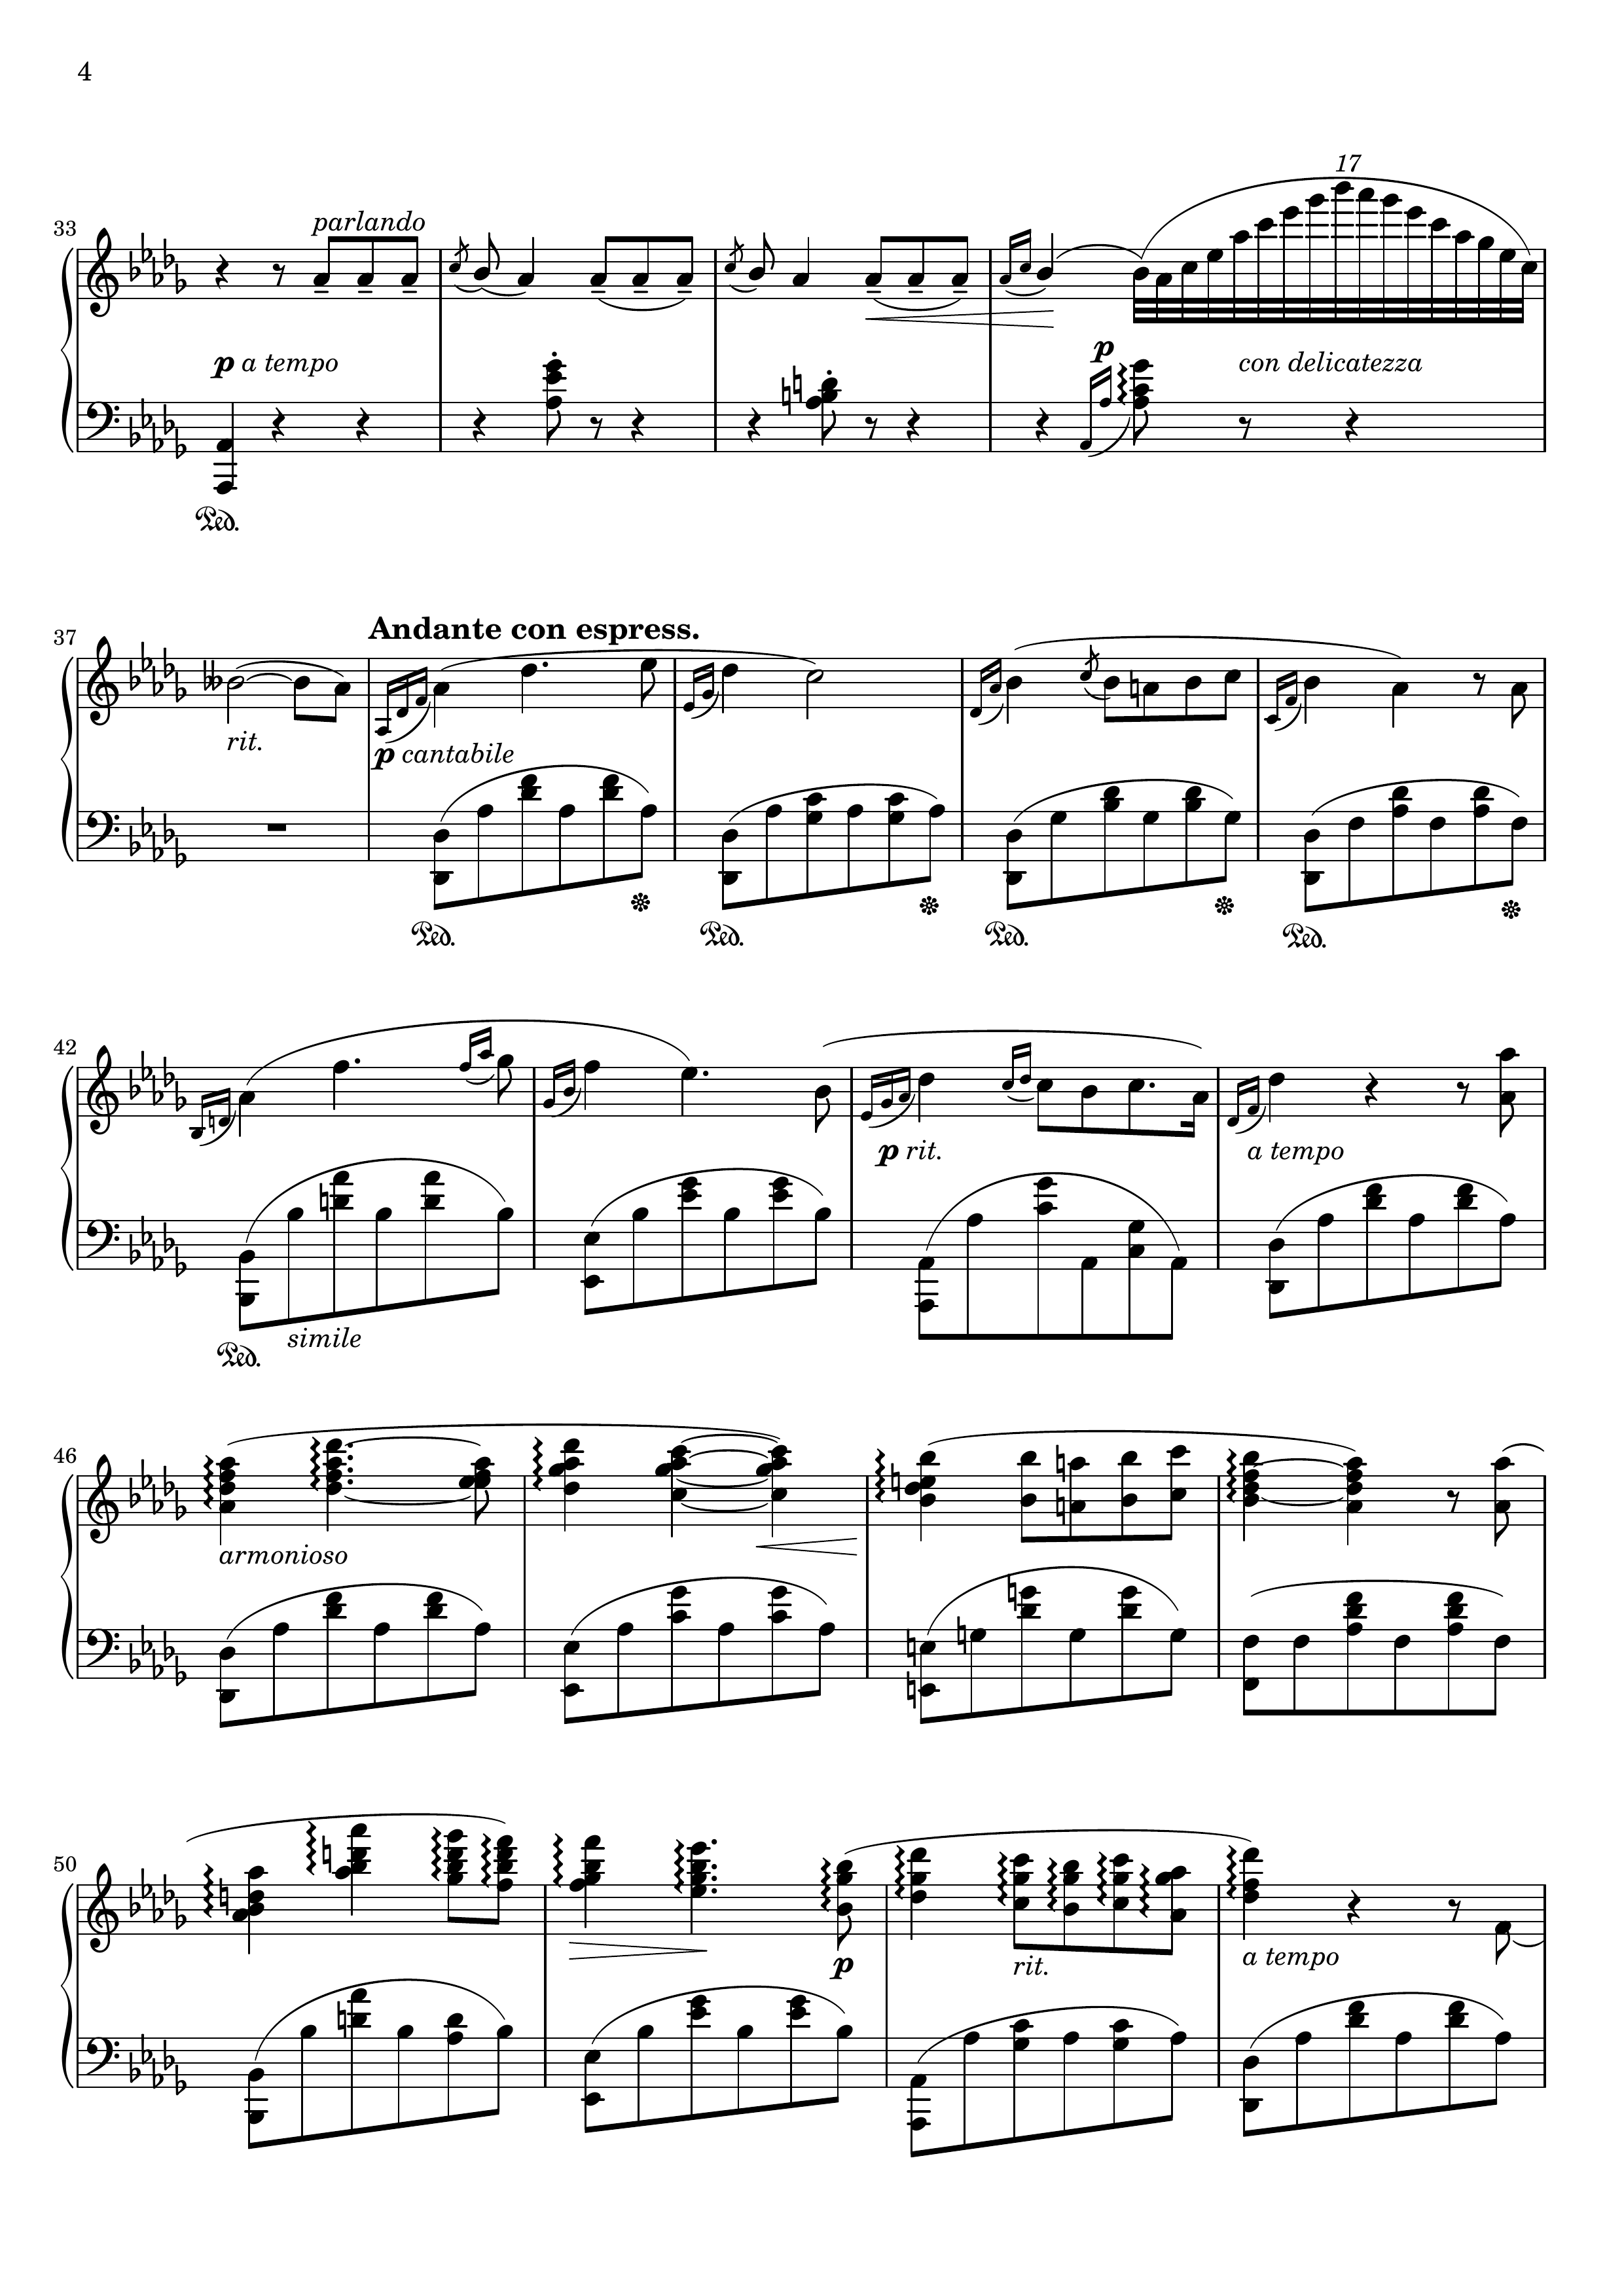 4
17
33
parlando
p a tempo
p
con delicatezza
Ped.
37
Andante con espress.
rit.
p cantabile
Ped. Ped. Ped. Ped.
42
p rit.
a tempo
simile
Ped.
46
armonioso
50
p
rit.
a tempo